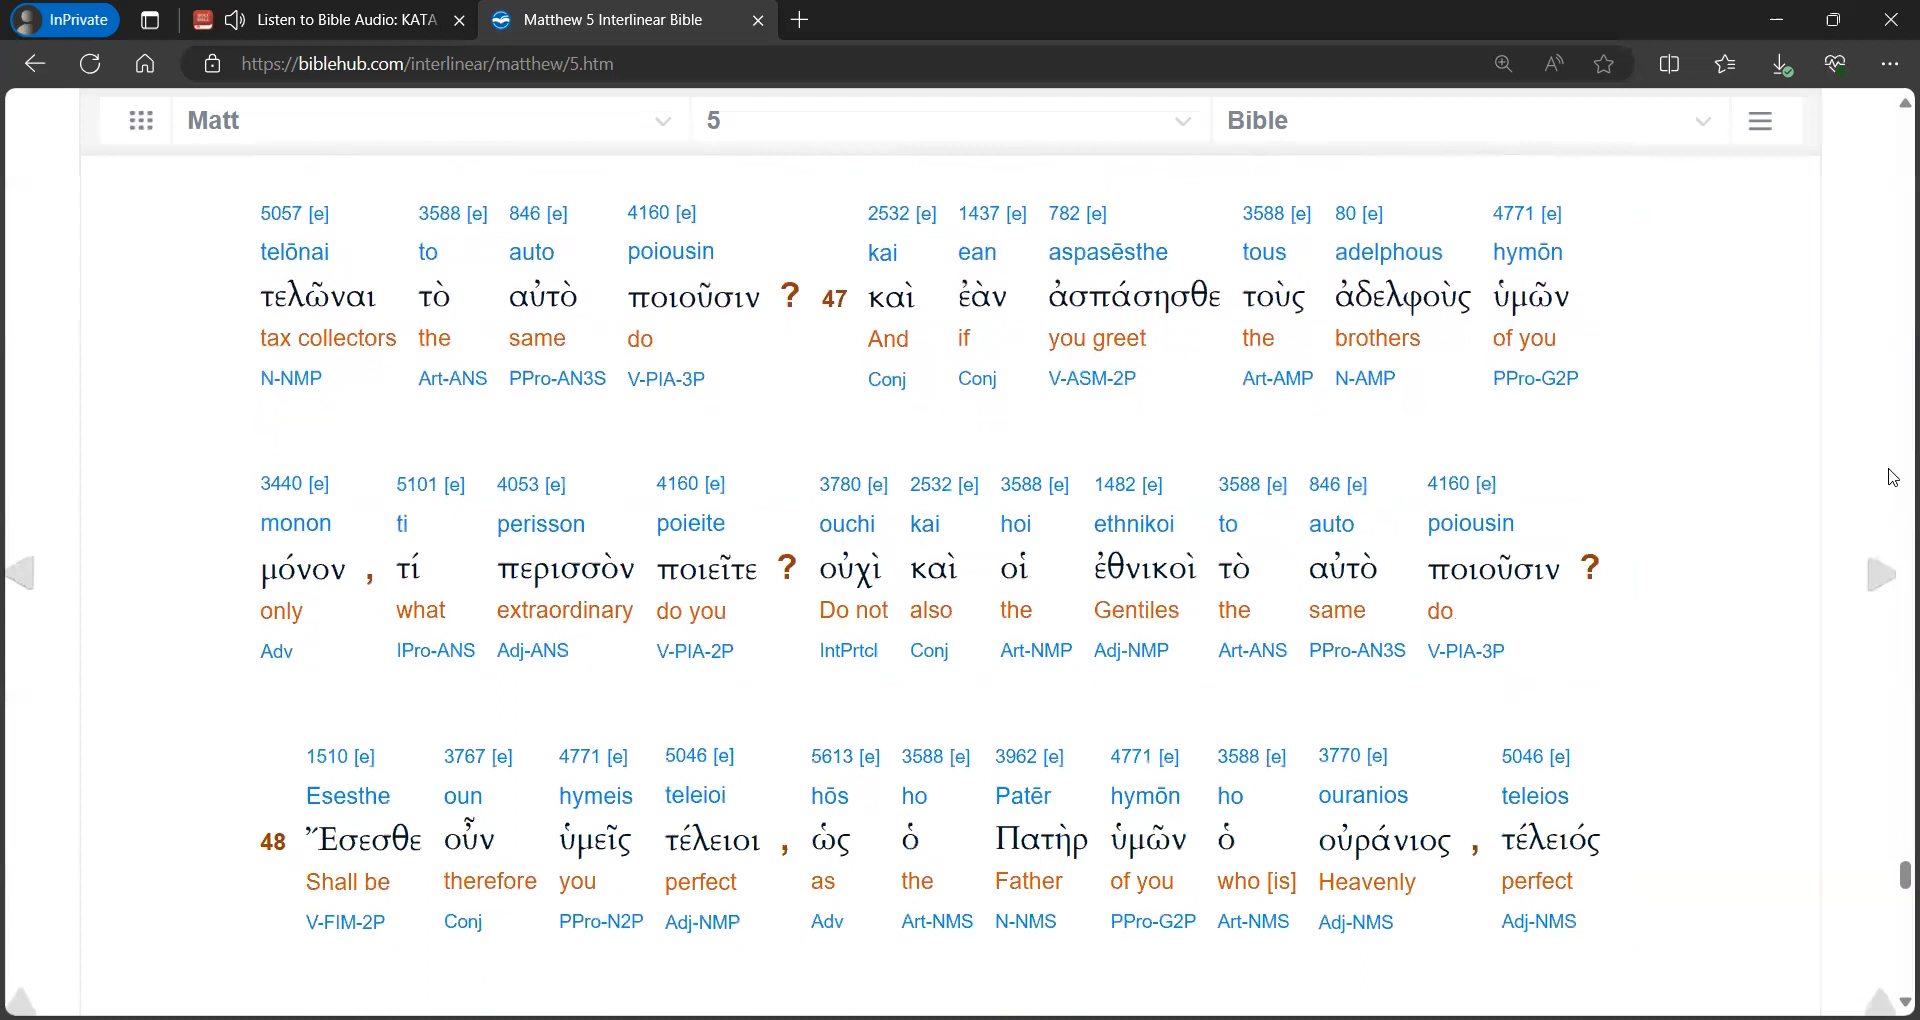 InPrivate Listen to Bible Audio: KATA Matthew 5 Interlinear Bible
https://biblehub.com/interlinear/matthew/5.htm
Matt 5 Bible
5057 [e] 3588 [e] 846 [e] 4160 [e] 2532 [e] 1437 [e] 782 [e] 3588 [e] 80 [e] 4771 [e]
telōnai to auto poiousin kai ean aspasēsthe tous adelphous hymōn
τελῶναι τὸ αὐτὸ ποιοῦσιν ? 47 καὶ ἐὰν ἀσπάσησθε τοὺς ἀδελφοὺς ὑμῶν
tax collectors the same do And if you greet the brothers of you
N-NMP Art-ANS PPro-AN3S V-PIA-3P Conj Conj V-ASM-2P Art-AMP N-AMP PPro-G2P
3440 [e] 5101 [e] 4053 [e] 4160 [e] 3780 [e] 2532 [e] 3588 [e] 1482 [e] 3588 [e] 846 [e] 4160 [e]
monon ti perisson poieite ouchi kai hoi ethnikoi to auto poiousin
μόνον , τί περισσὸν ποιεῖτε ? οὐχὶ καὶ οἱ ἐθνικοὶ τὸ αὐτὸ ποιοῦσιν ?
only what extraordinary do you Do not also the Gentiles the same do
Adv IPro-ANS Adj-ANS V-PIA-2P IntPrtcl Conj Art-NMP Adj-NMP Art-ANS PPro-AN3S V-PIA-3P
1510 [e] 3767 [e] 4771 [e] 5046 [e] 5613 [e] 3588 [e] 3962 [e] 4771 [e] 3588 [e] 3770 [e] 5046 [e]
Esesthe oun hymeis teleioi hōs ho Patēr hymōn ho ouranios teleios
48 Ἔσεσθε οὖν ὑμεῖς τέλειοι , ὡς ὁ Πατὴρ ὑμῶν ὁ οὐράνιος , τέλειός
Shall be therefore you perfect as the Father of you who [is] Heavenly perfect
V-FIM-2P Conj PPro-N2P Adj-NMP Adv Art-NMS N-NMS PPro-G2P Art-NMS Adj-NMS Adj-NMS